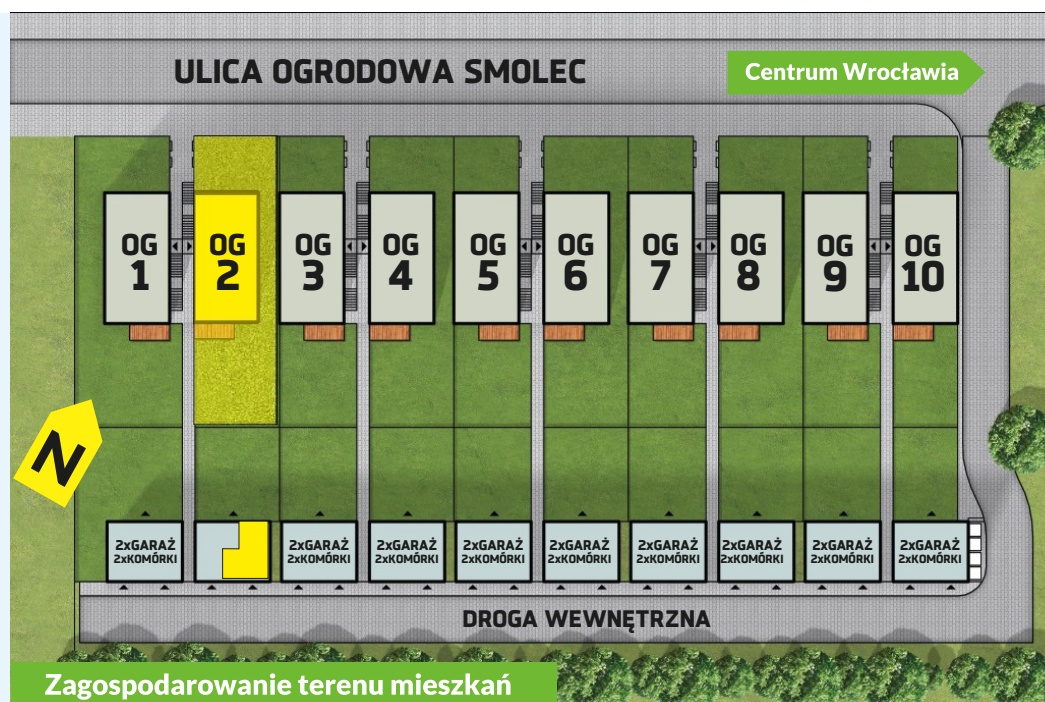 ULICA OGRODOWA SMOLEC
Centrum Wrocławia
OG
1
OG
2
OG
3
OG
4
OG
5
OG
6
OG
7
OG
8
OG
9
OG
10
N
2xGARAŻ
2xKOMÓRKI
2xGARAŻ
2xKOMÓRKI
2xGARAŻ
2xKOMÓRKI
2xGARAŻ
2xKOMÓRKI
2xGARAŻ
2xKOMÓRKI
2xGARAŻ
2xKOMÓRKI
2xGARAŻ
2xKOMÓRKI
2xGARAŻ
2xKOMÓRKI
2xGARAŻ
2xKOMÓRKI
DROGA WEWNĘTRZNA
Zagospodarowanie terenu mieszkań